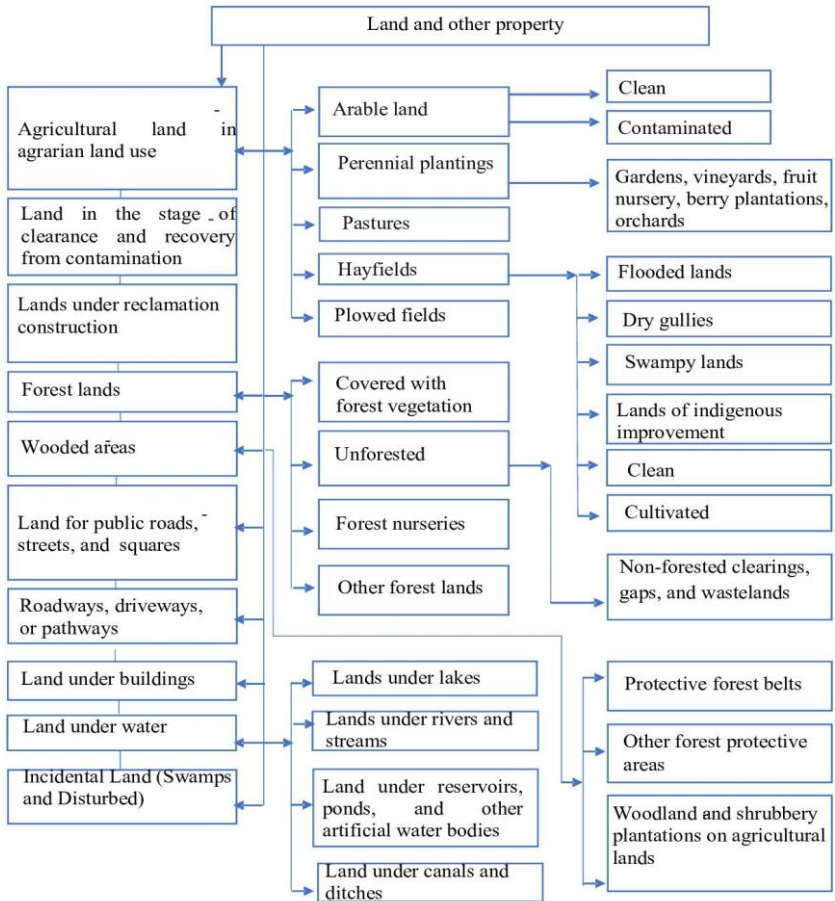 Land and other property
Agricultural land in
agrarian land use
Land in the stage of
clearance and recovery
from contamination
Lands under reclamation
construction
Forest lands
Wooded areas
Land for public roads,
streets, and squares
Roadways, driveways,
or pathways
Land under buildings
Land under water
Incidental Land (Swamps
and Disturbed)
Arable land
Perennial plantings
Pastures
Hayfields
Plowed fields
Covered with
forest vegetation
Unforested
Forest nurseries
Other forest lands
Lands under lakes
Lands under rivers and
streams
Land under reservoirs,
ponds, and other
artificial water bodies
Land under canals and
ditches
Clean
Contaminated
Gardens, vineyards, fruit
nursery, berry plantations,
orchards
Flooded lands
Dry gullies
Swampy lands
Lands of indigenous
improvement
Clean
Cultivated
Non-forested clearings,
gaps, and wastelands
Protective forest belts
Other forest protective
areas
Woodland and shrubbery
plantations on agricultural
lands